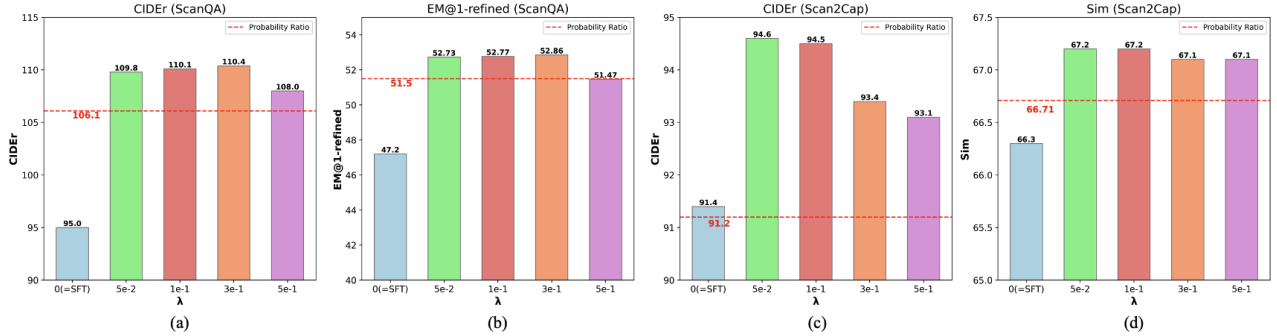 CIDEr (ScanQA)
Probability Ratio
115
110
105
100
95
90
CIDEr
95.0
109.8
110.1
110.4
108.0
106.1
0(=SFT)
5e-2
1e-1
3e-1
5e-1
λ
(a)
EM@1-refined (ScanQA)
Probability Ratio
54
52
50
48
46
44
42
40
EM@1-refined
47.2
52.73
52.77
52.86
51.47
51.5
0(=SFT)
5e-2
1e-1
3e-1
5e-1
λ
(b)
CIDEr (Scan2Cap)
Probability Ratio
95
94
93
92
91
90
CIDEr
91.4
94.6
94.5
93.4
93.1
91.2
0(=SFT)
5e-2
1e-1
3e-1
5e-1
λ
(c)
Sim (Scan2Cap)
Probability Ratio
67.5
67.0
66.5
66.0
65.5
65.0
Sim
66.3
67.2
67.2
67.1
67.1
66.71
0(=SFT)
5e-2
1e-1
3e-1
5e-1
λ
(d)